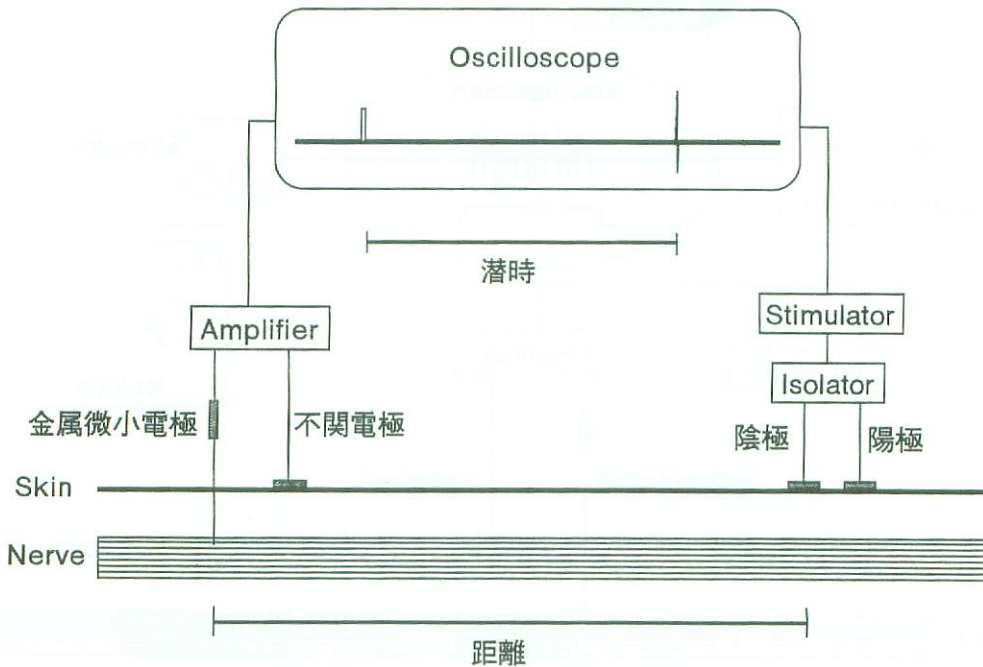 Oscilloscope
潜時
Amplifier
Stimulator
Isolator
金属微小電極
不関電極
陰極
陽極
Skin
Nerve
距離